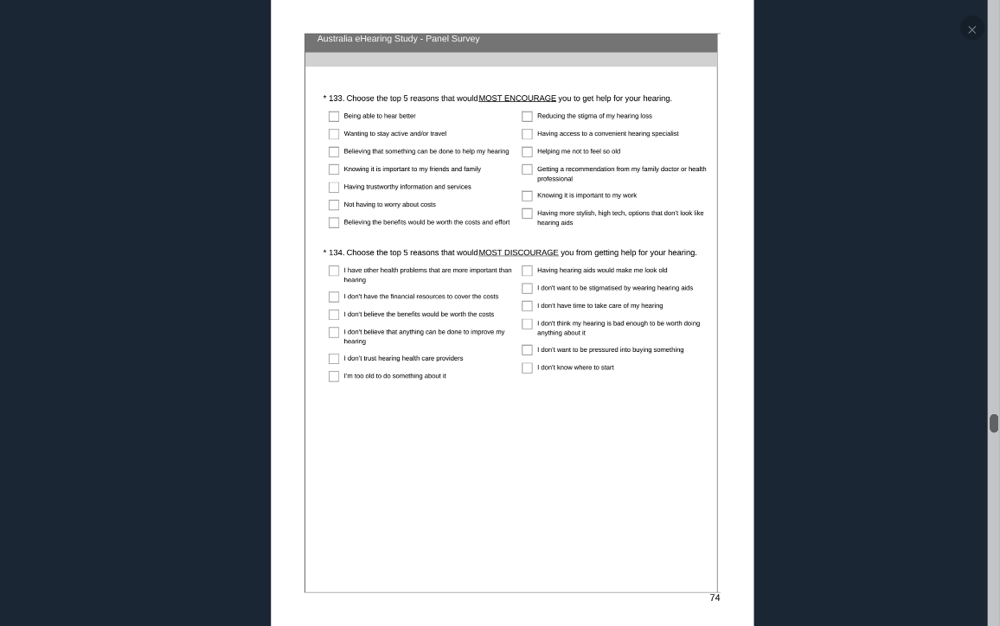 Australia eHearing Study - Panel Survey
* 133. Choose the top 5 reasons that would MOST ENCOURAGE you to get help for your hearing.
Being able to hear better
Wanting to stay active and/or travel
Believing that something can be done to help my hearing
Knowing it is important to my friends and family
Having trustworthy information and services
Not having to worry about costs
Believing the benefits would be worth the costs and effort
Reducing the stigma of my hearing loss
Having access to a convenient hearing specialist
Helping me not to feel so old
Getting a recommendation from my family doctor or health
professional
Knowing it is important to my work
Having more stylish, high tech, options that don't look like
hearing aids
* 134. Choose the top 5 reasons that would MOST DISCOURAGE you from getting help for your hearing.
I have other health problems that are more important than
hearing
I don't have the financial resources to cover the costs
I don't believe the benefits would be worth the costs
I don't believe that anything can be done to improve my
hearing
I don't trust hearing health care providers
I'm too old to do something about it
Having hearing aids would make me look old
I don't want to be stigmatised by wearing hearing aids
I don't have time to take care of my hearing
I don't think my hearing is bad enough to be worth doing
anything about it
I don't want to be pressured into buying something
I don't know where to start
74